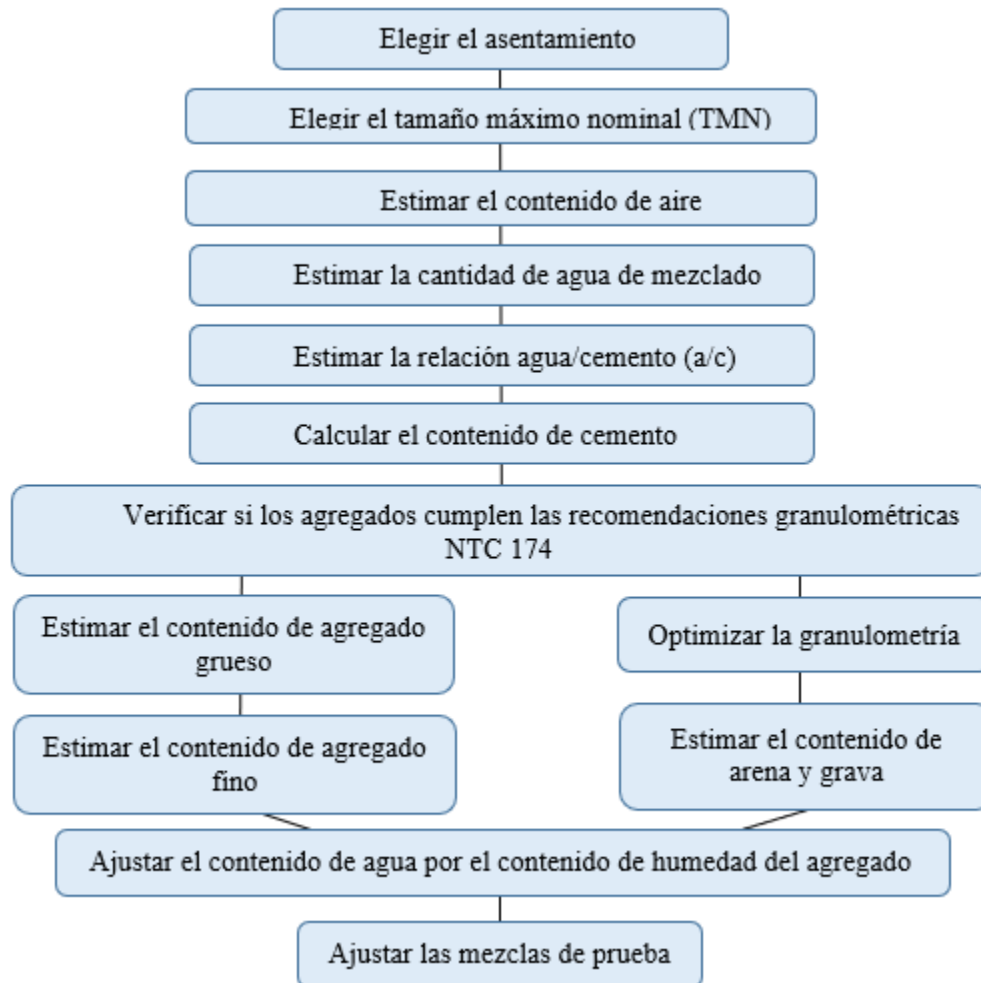 Elegir el asentamiento
Elegir el tamaño máximo nominal (TMN)
Estimar el contenido de aire
Estimar la cantidad de agua de mezclado
Estimar la relación agua/cemento (a/c)
Calcular el contenido de cemento
Verificar si los agregados cumplen las recomendaciones granulométricas
NTC 174
Estimar el contenido de agregado
grueso
Optimizar la granulometría
Estimar el contenido de agregado
fino
Estimar el contenido de
arena y grava
Ajustar el contenido de agua por el contenido de humedad del agregado
Ajustar las mezclas de prueba